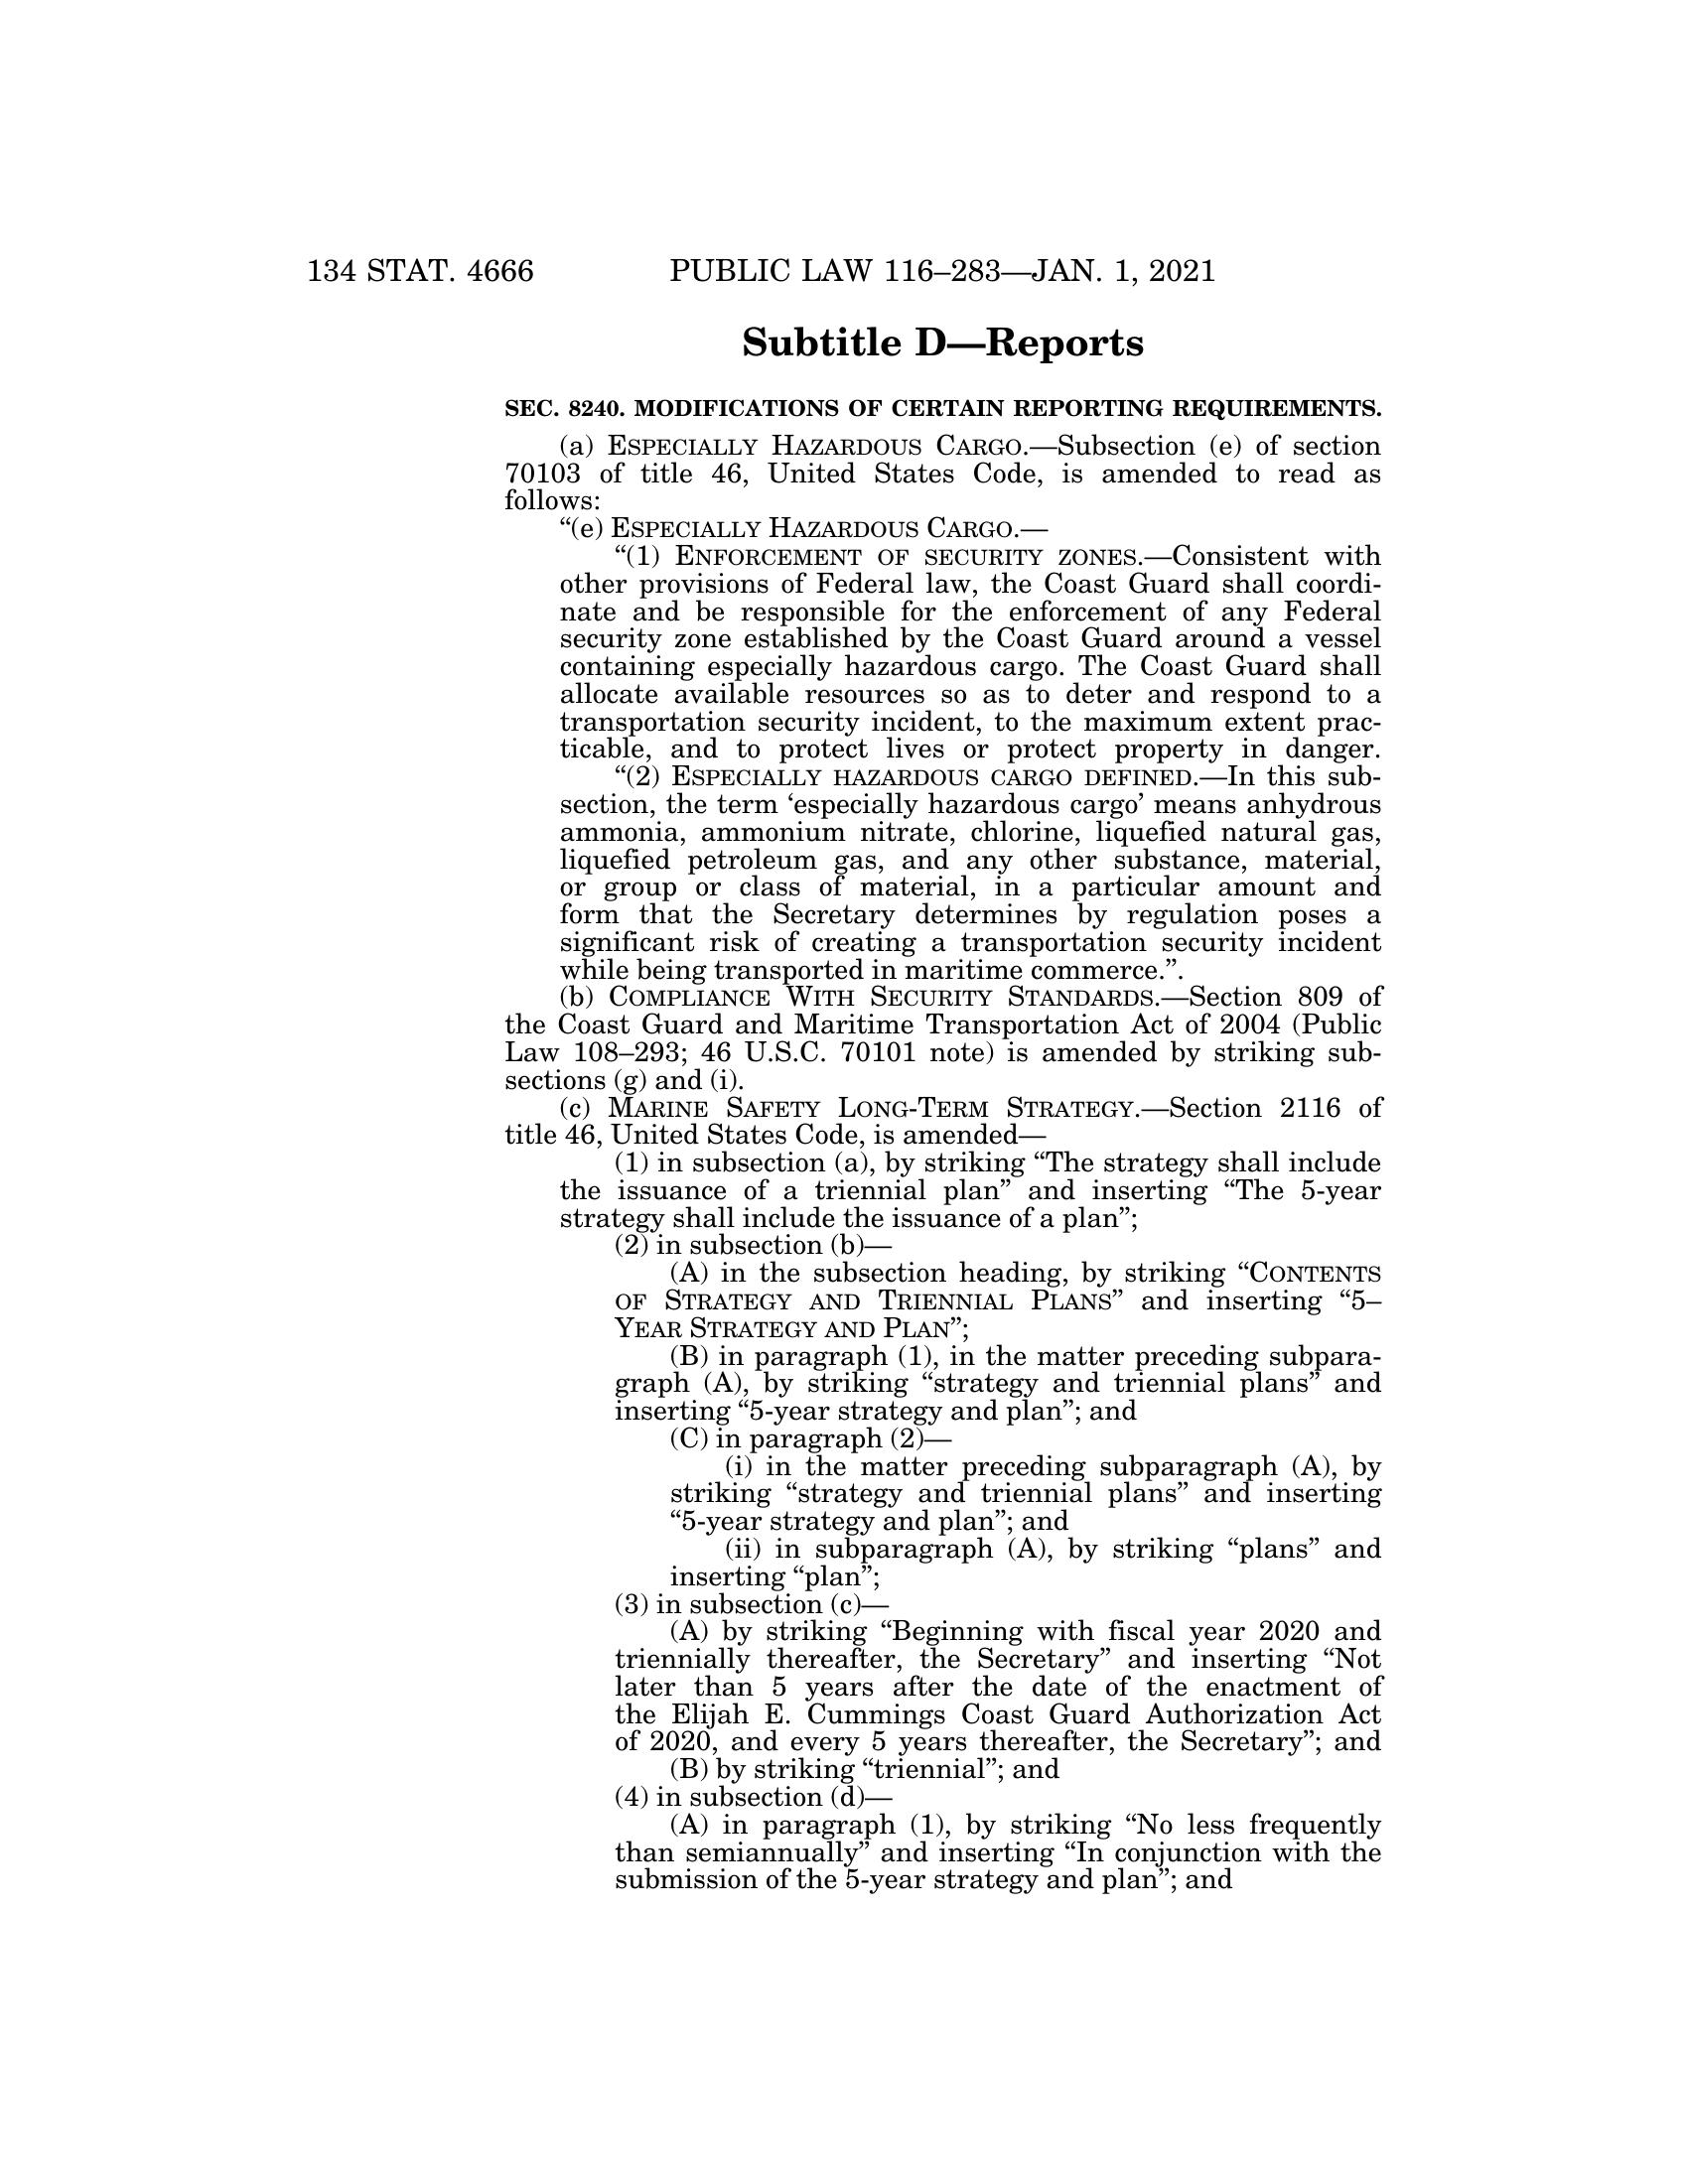 134 STAT. 4666
PUBLIC LAW 116–283—JAN. 1, 2021
Subtitle D—Reports
SEC. 8240. MODIFICATIONS OF CERTAIN REPORTING REQUIREMENTS.
(a) ESPECIALLY HAZARDOUS CARGO.—Subsection (e) of section
70103 of title 46, United States Code, is amended to read as
follows:
“(e) ESPECIALLY HAZARDOUS CARGO.—
“(1) ENFORCEMENT OF SECURITY ZONES.—Consistent with
other provisions of Federal law, the Coast Guard shall coordi-
nate and be responsible for the enforcement of any Federal
security zone established by the Coast Guard around a vessel
containing especially hazardous cargo. The Coast Guard shall
allocate available resources so as to deter and respond to a
transportation security incident, to the maximum extent prac-
ticable, and to protect lives or protect property in danger.
“(2) ESPECIALLY HAZARDOUS CARGO DEFINED.—In this sub-
section, the term ‘especially hazardous cargo’ means anhydrous
ammonia, ammonium nitrate, chlorine, liquefied natural gas,
liquefied petroleum gas, and any other substance, material,
or group or class of material, in a particular amount and
form that the Secretary determines by regulation poses a
significant risk of creating a transportation security incident
while being transported in maritime commerce.”.
(b) COMPLIANCE WITH SECURITY STANDARDS.—Section 809 of
the Coast Guard and Maritime Transportation Act of 2004 (Public
Law 108–293; 46 U.S.C. 70101 note) is amended by striking sub-
sections (g) and (i).
(c) MARINE SAFETY LONG-TERM STRATEGY.—Section 2116 of
title 46, United States Code, is amended—
(1) in subsection (a), by striking “The strategy shall include
the issuance of a triennial plan” and inserting “The 5-year
strategy shall include the issuance of a plan”;
(2) in subsection (b)—
(A) in the subsection heading, by striking “CONTENTS
OF STRATEGY AND TRIENNIAL PLANS” and inserting “5–
YEAR STRATEGY AND PLAN”;
(B) in paragraph (1), in the matter preceding subpara-
graph (A), by striking “strategy and triennial plans” and
inserting “5-year strategy and plan”; and
(C) in paragraph (2)—
(i) in the matter preceding subparagraph (A), by
striking “strategy and triennial plans” and inserting
“5-year strategy and plan”; and
(ii) in subparagraph (A), by striking “plans” and
inserting “plan”;
(3) in subsection (c)—
(A) by striking “Beginning with fiscal year 2020 and
triennially thereafter, the Secretary” and inserting “Not
later than 5 years after the date of the enactment of
the Elijah E. Cummings Coast Guard Authorization Act
of 2020, and every 5 years thereafter, the Secretary”; and
(B) by striking “triennial”; and
(4) in subsection (d)—
(A) in paragraph (1), by striking “No less frequently
than semiannually” and inserting “In conjunction with the
submission of the 5-year strategy and plan”; and